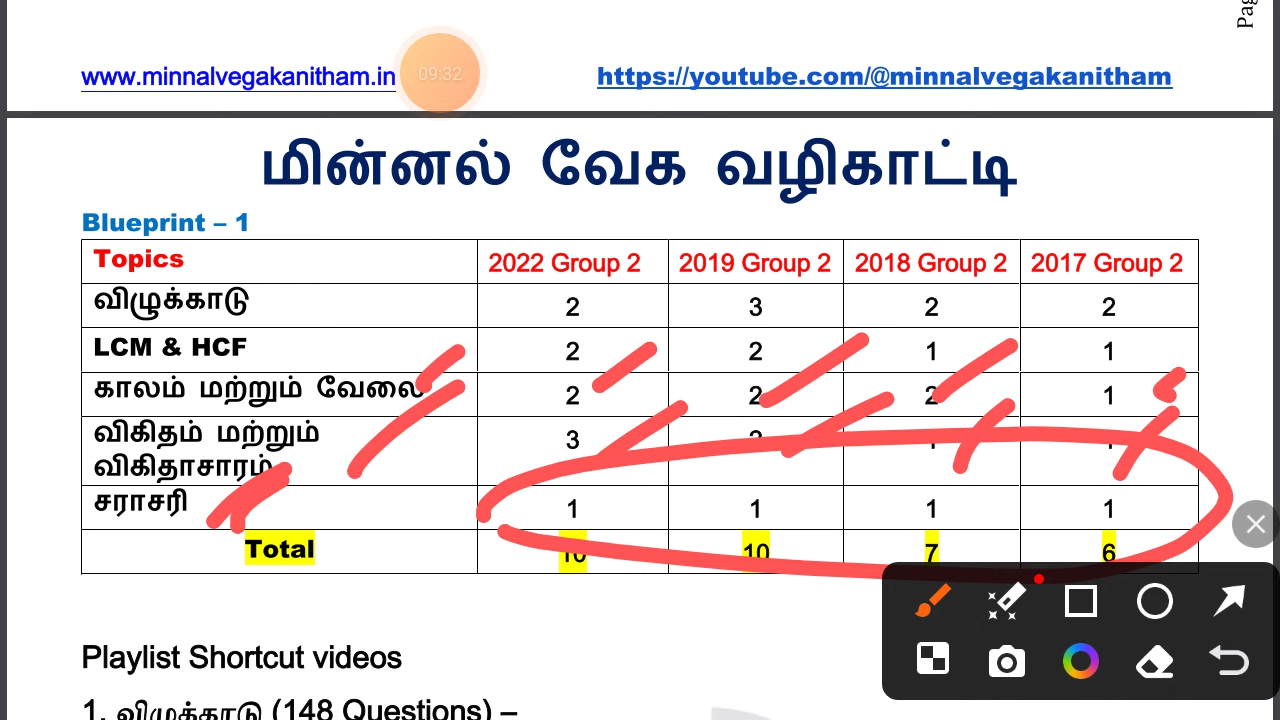 Pag
www.minnalvegakanitham.in 09:32 https://youtube.com/@minnalvegakanitham
மின்னல் வேக வழிகாட்டி
Blueprint – 1
Topics 2022 Group 2 2019 Group 2 2018 Group 2 2017 Group 2
விழுக்காடு 2 3 2 2
LCM & HCF 2 2 1 1
காலம் மற்றும் வேலை 2 2 2 1
விகிதம் மற்றும் 3
விகிதாசாரம்
சராசரி 1 1 1 1
Total 10 10 7 6
Playlist Shortcut videos
1. விழுக்காடு (148 Questions) –